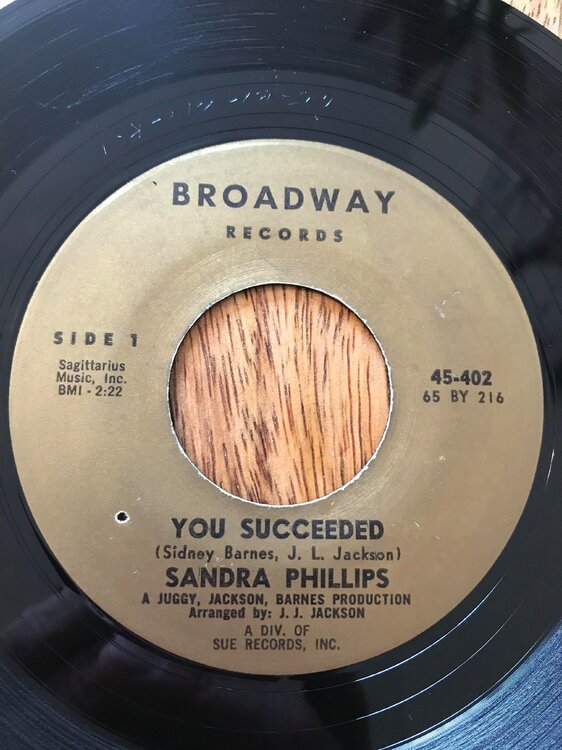 BROADWAY
RECORDS
SIDE 1
Sagittarius
Music, Inc.
BMI - 2:22
45-402
65 BY 216
YOU SUCCEEDED
(Sidney Barnes, J. L. Jackson)
SANDRA PHILLIPS
A JUGGY, JACKSON, BARNES PRODUCTION
Arranged by: J. J. JACKSON
A DIV. OF
SUE RECORDS, INC.